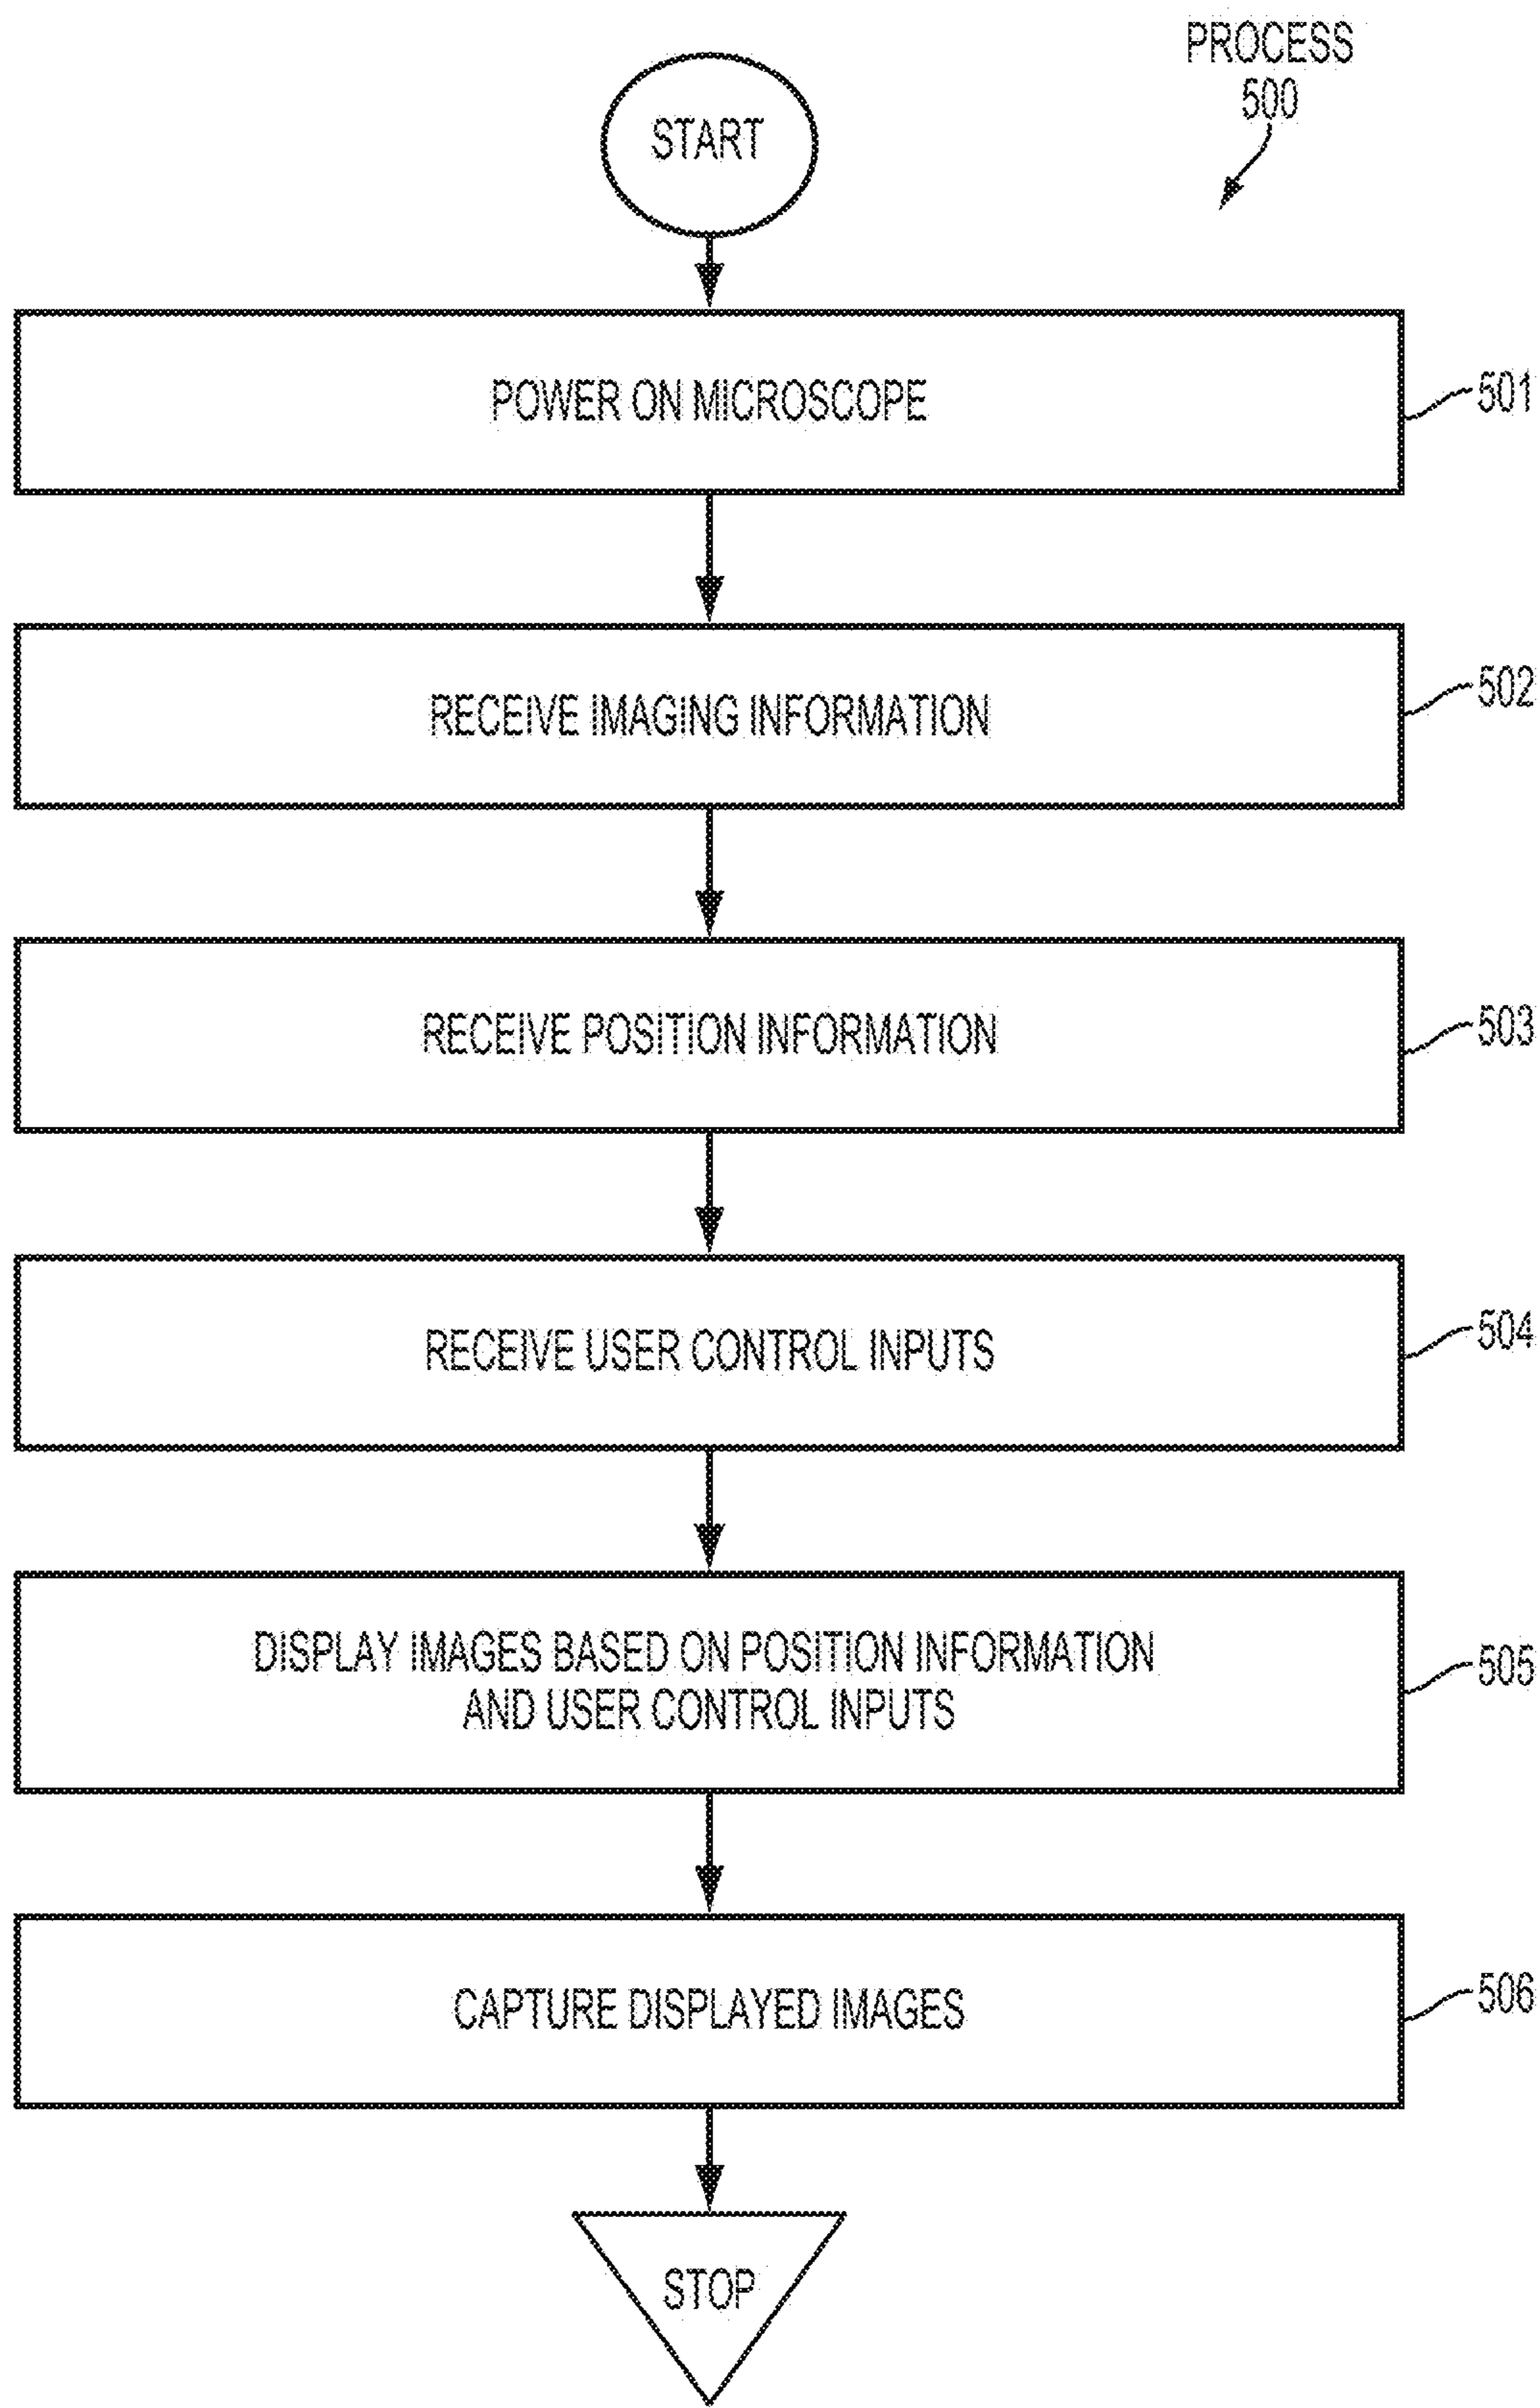 PROCESS
500
START
POWER ON MICROSCOPE
501
RECEIVE IMAGING INFORMATION
502
RECEIVE POSITION INFORMATION
503
RECEIVE USER CONTROL INPUTS
504
DISPLAY IMAGES BASED ON POSITION INFORMATION
AND USER CONTROL INPUTS
505
CAPTURE DISPLAYED IMAGES
506
STOP